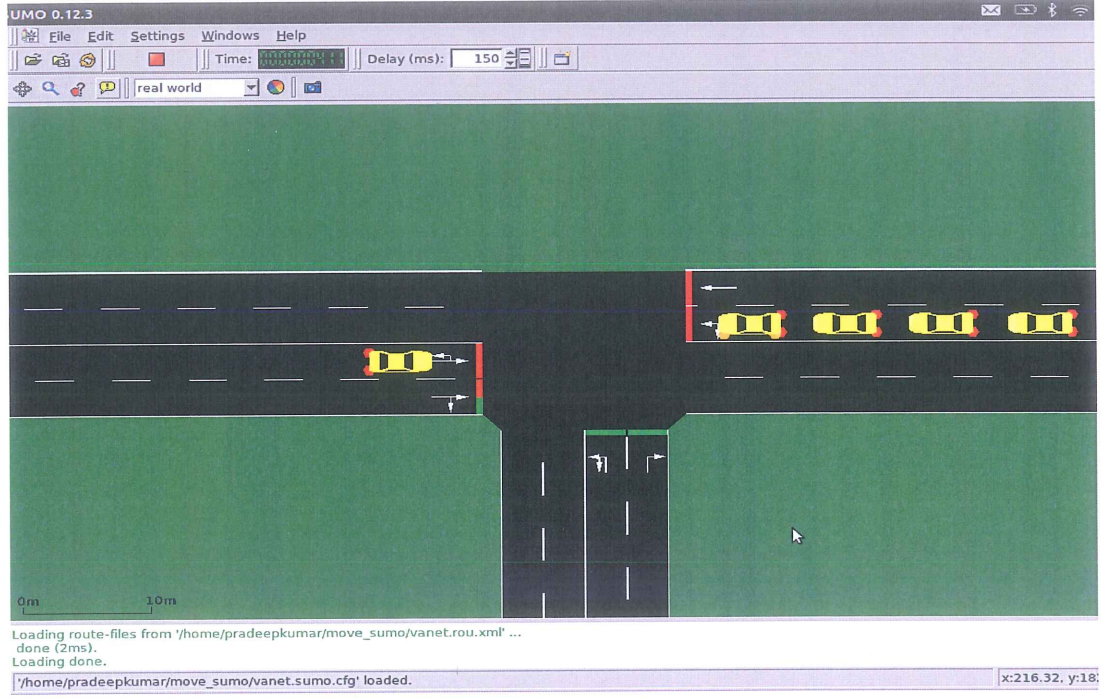 SUMO 0.12.3
File Edit Settings Windows Help
Time: Delay (ms): 150
real world
0m 10m
Loading route-files from '/home/pradeepkumar/move_sumo/vanet.rou.xml' ...
done (2ms).
Loading done.
'/home/pradeepkumar/move_sumo/vanet.sumo.cfg' loaded. x:216.32, y:18